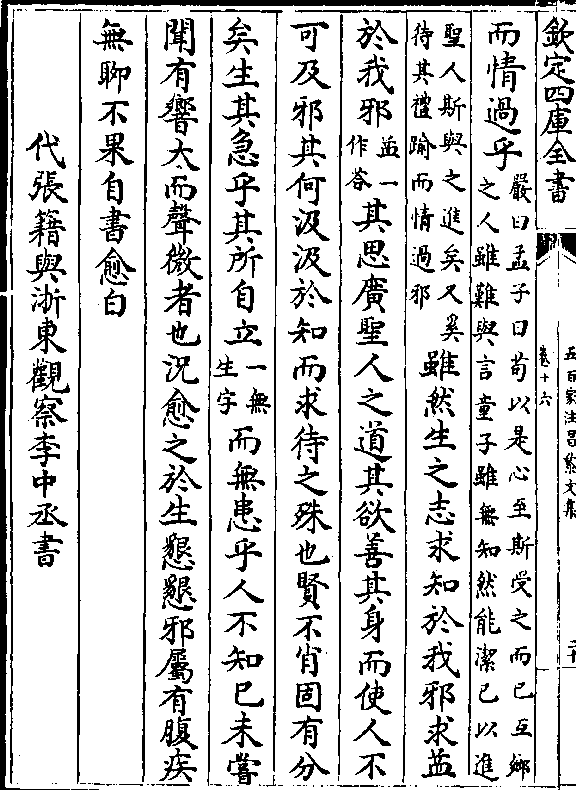 欽定四庫全書
五百家注昌黎文集
卷十六
二十
而情過乎嚴曰孟子曰苟以是心至斯受之而已互鄉
之人雖難與言童子雖無知然能潔已以進
聖人斯與之進矣又奚
待其禮踰而情過邪雖然生之志求知於我邪求益
於我邪益一
作荅其思廣聖人之道其欲善其身而使人不
可及邪其何汲汲於知而求待之殊也賢不肖固有分
矣生其急乎其所自立一無
生字而無患乎人不知已未嘗
聞有響大而聲微者也況愈之於生懇懇邪屬有腹疾
無聊不果自書愈白
代張籍與浙東觀察李中丞書